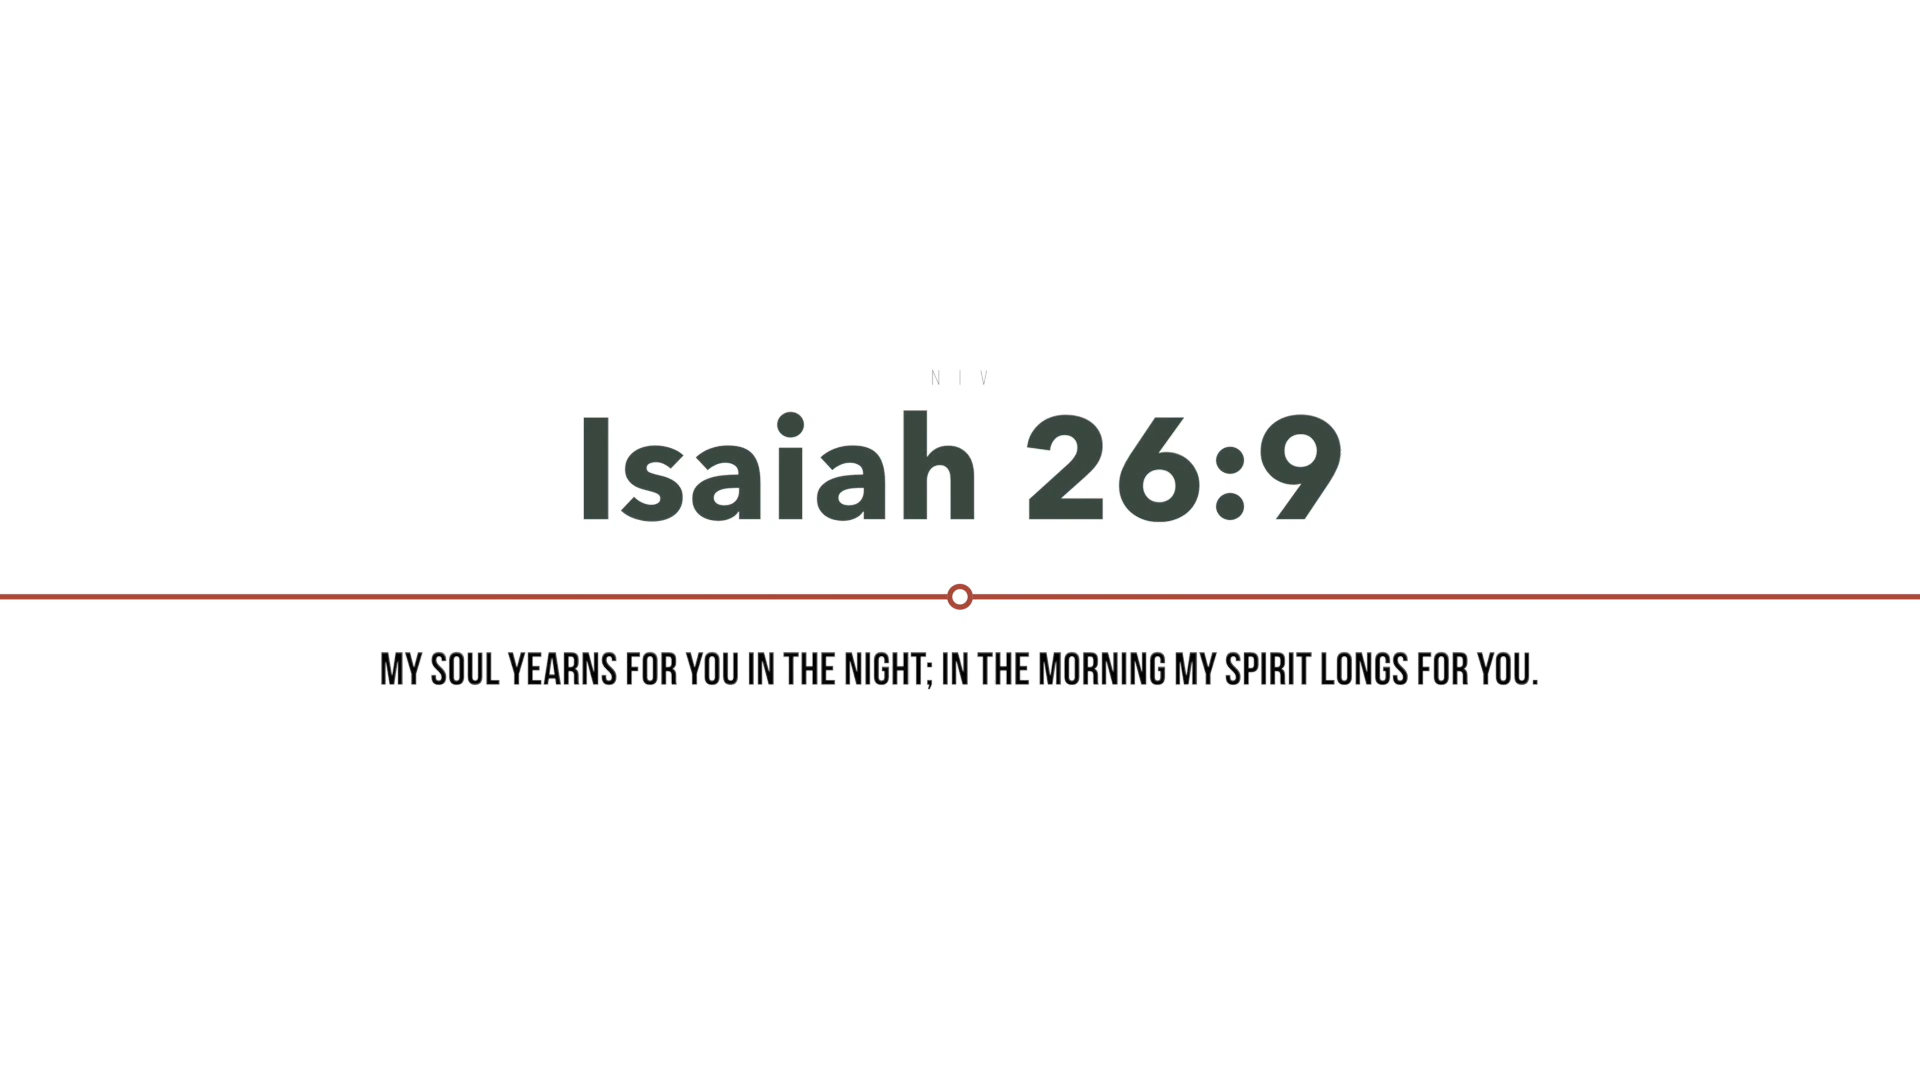 N I V
Isaiah 26:9
MY SOUL YEARNS FOR YOU IN THE NIGHT; IN THE MORNING MY SPIRIT LONGS FOR YOU.